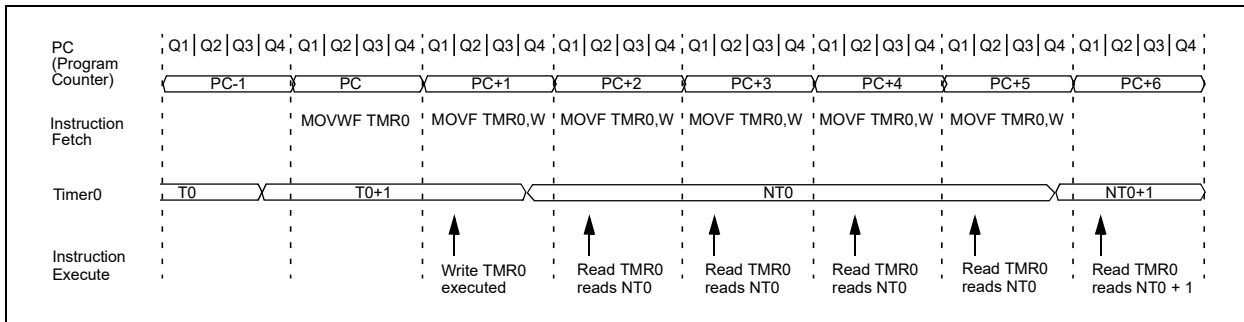 PC
(Program
Counter)
Q1 Q2 Q3 Q4 Q1 Q2 Q3 Q4 Q1 Q2 Q3 Q4 Q1 Q2 Q3 Q4 Q1 Q2 Q3 Q4 Q1 Q2 Q3 Q4 Q1 Q2 Q3 Q4 Q1 Q2 Q3 Q4
PC-1 PC PC+1 PC+2 PC+3 PC+4 PC+5 PC+6
Instruction
Fetch
MOVWF TMR0 MOVF TMR0,W MOVF TMR0,W MOVF TMR0,W MOVF TMR0,W MOVF TMR0,W
Timer0
T0 T0+1 NT0 NT0+1
Instruction
Execute
Write TMR0
executed
Read TMR0
reads NT0
Read TMR0
reads NT0
Read TMR0
reads NT0
Read TMR0
reads NT0
Read TMR0
reads NT0 + 1